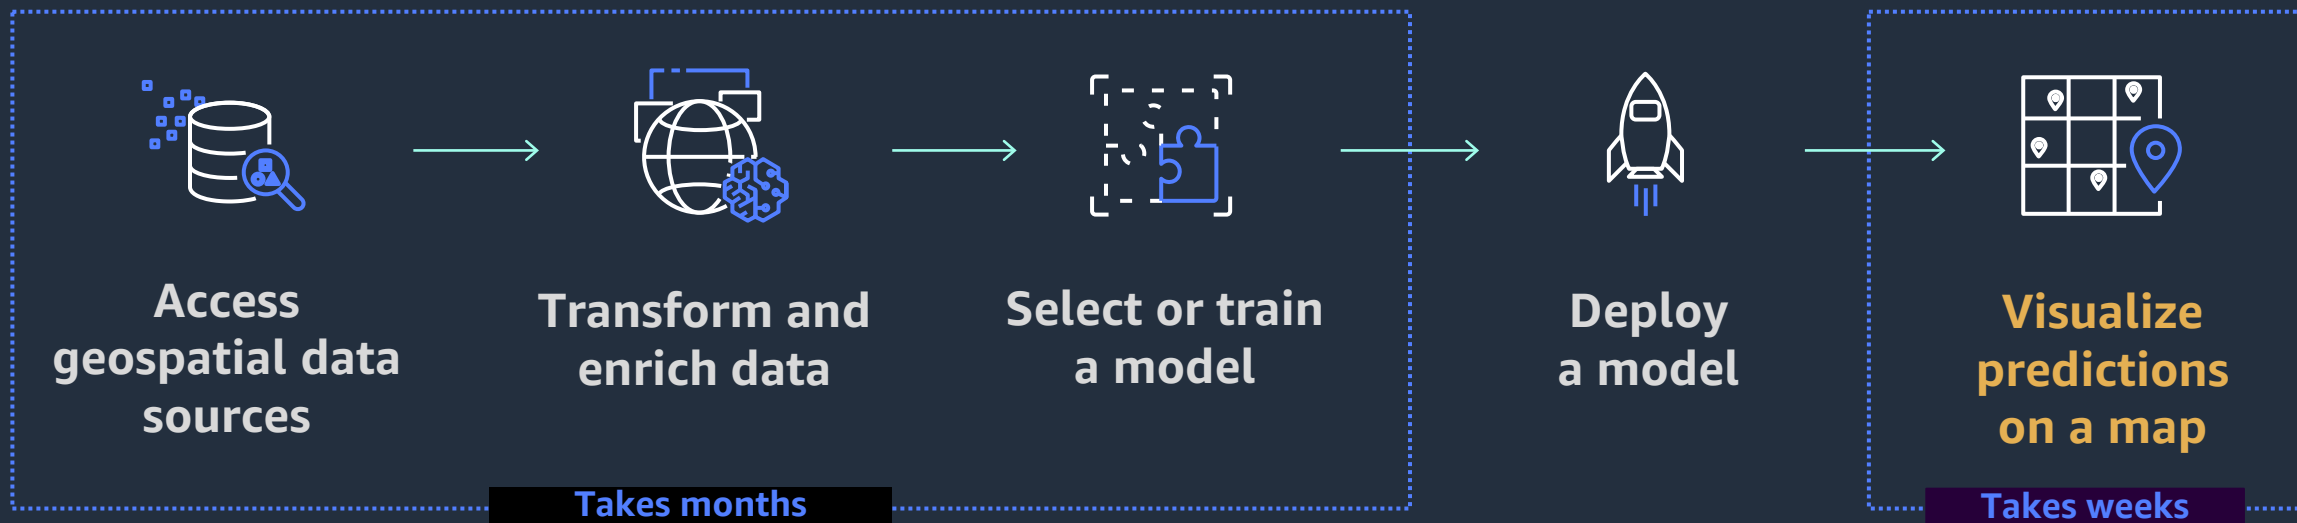 Access
geospatial data
sources
Transform and
enrich data
Select or train
a model
Deploy
a model
Visualize
predictions
on a map
Takes months
Takes weeks